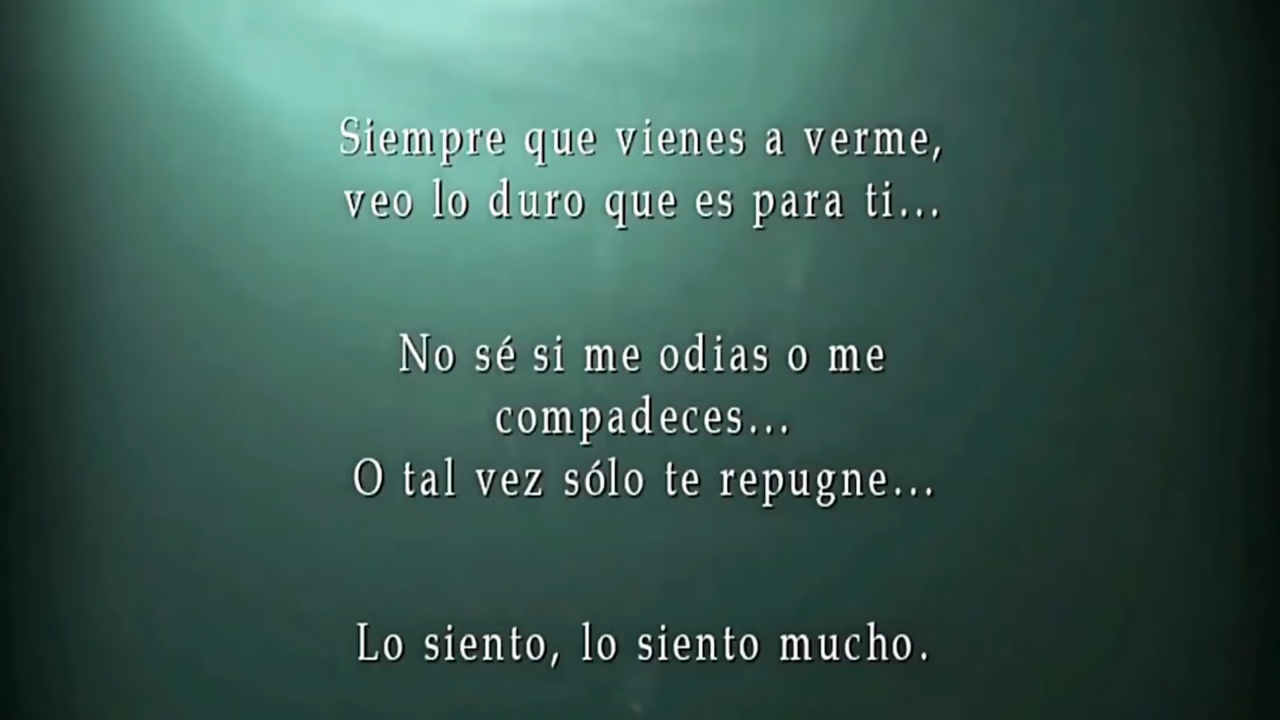 Siempre que vienes a verme,
veo lo duro que es para ti...
No sé si me odias o me
compadeces...
O tal vez sólo te repugne...
Lo siento, lo siento mucho.